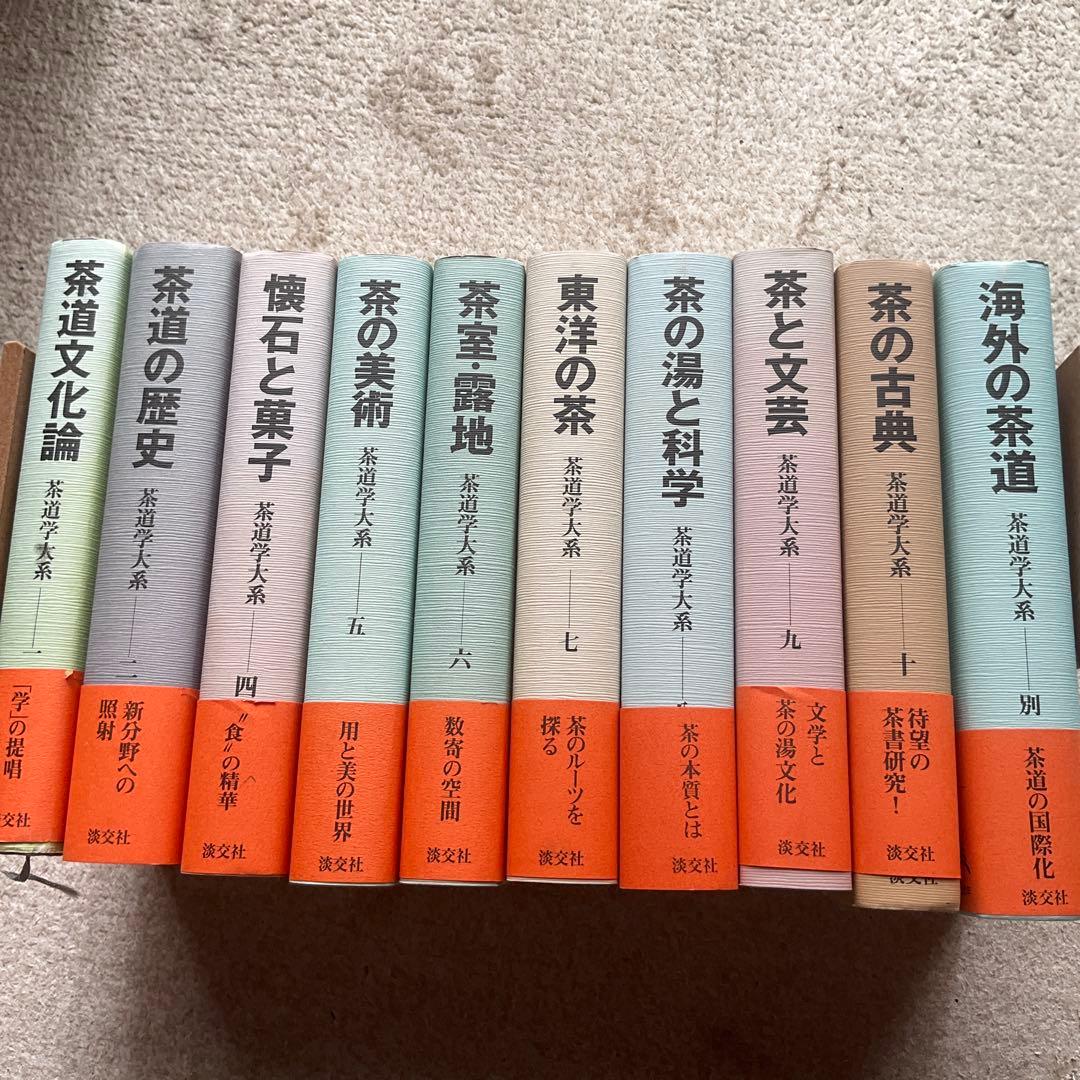 茶道文化論
茶道学大系
一
「学」の提唱
淡交社
茶道の歴史
茶道学大系
二
新分野への
照射
淡交社
懐石と菓子
茶道学大系
四
〝食〟の精華
淡交社
茶の美術
茶道学大系
五
用と美の世界
淡交社
茶室・露地
茶道学大系
六
数寄の空間
淡交社
東洋の茶
茶道学大系
七
茶のルーツを
探る
淡交社
茶の湯と科学
茶道学大系
茶の本質とは
淡交社
茶と文芸
茶道学大系
九
文学と
茶の湯文化
淡交社
茶の古典
茶道学大系
十
待望の
茶書研究!
淡交社
淡交社
海外の茶道
茶道学大系
別
茶道の国際化
淡交社